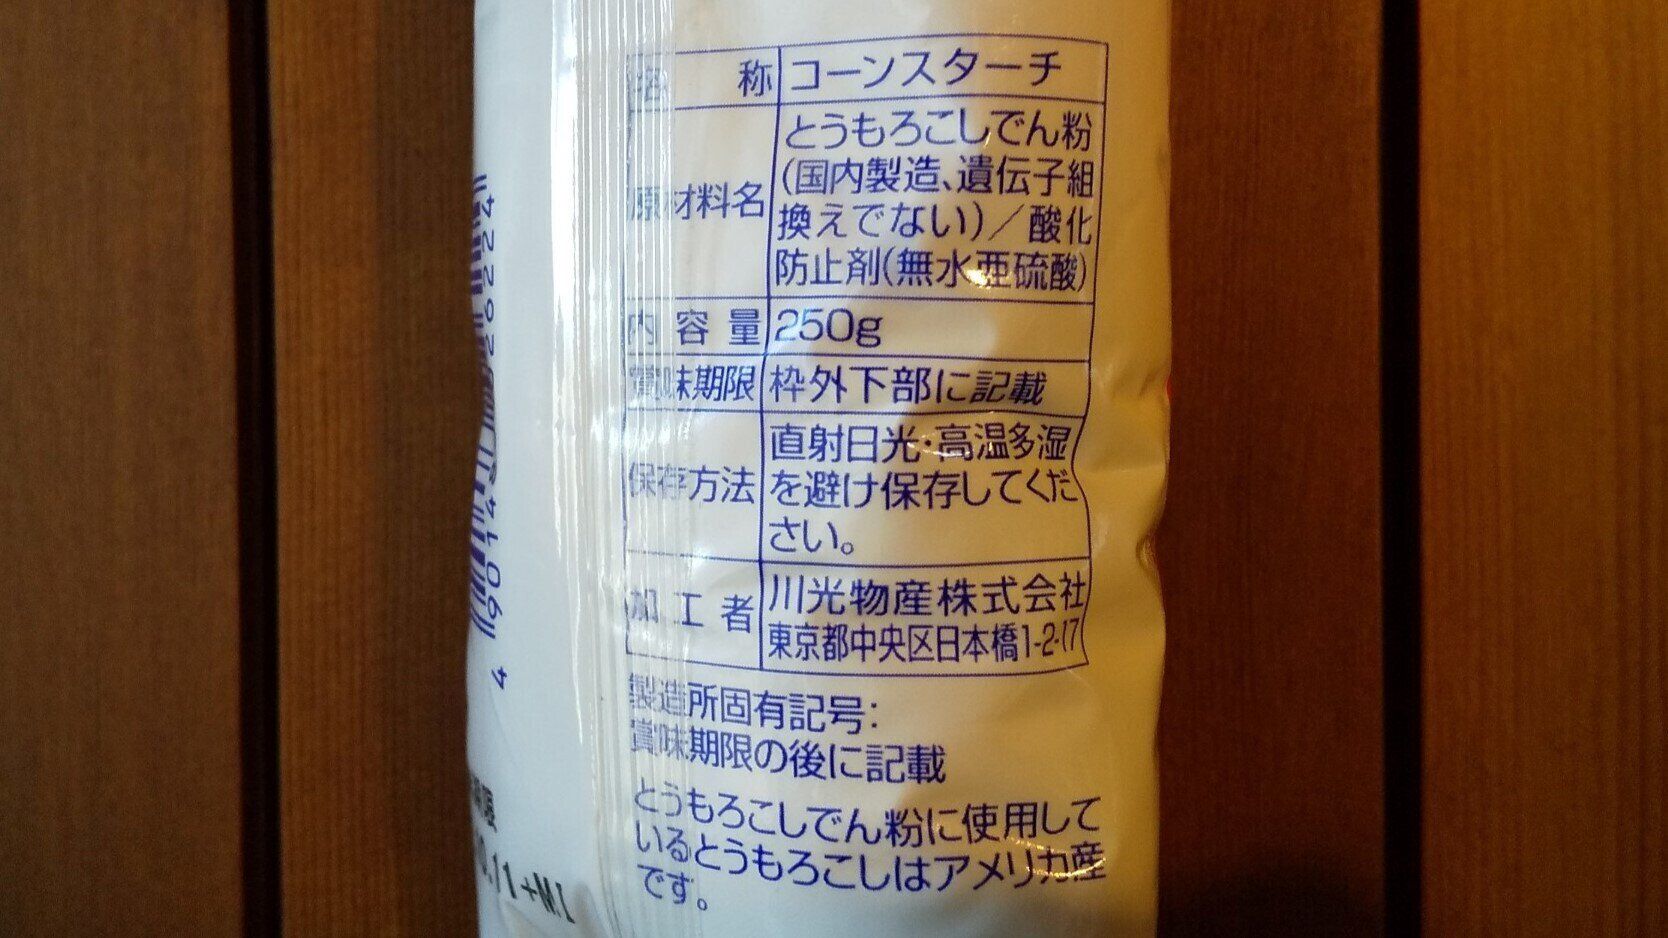 名称 コーンスターチ
原材料名 とうもろこしでん粉
(国内製造、遺伝子組
換えでない)/酸化
防止剤(無水亜硫酸)
内容量 250g
賞味期限 枠外下部に記載
保存方法 直射日光・高温多湿
を避け保存してくだ
さい。
加工者 川光物産株式会社
東京都中央区日本橋1-2-17
製造所固有記号:
賞味期限の後に記載
とうもろこしでん粉に使用して
いるとうもろこしはアメリカ産
です。